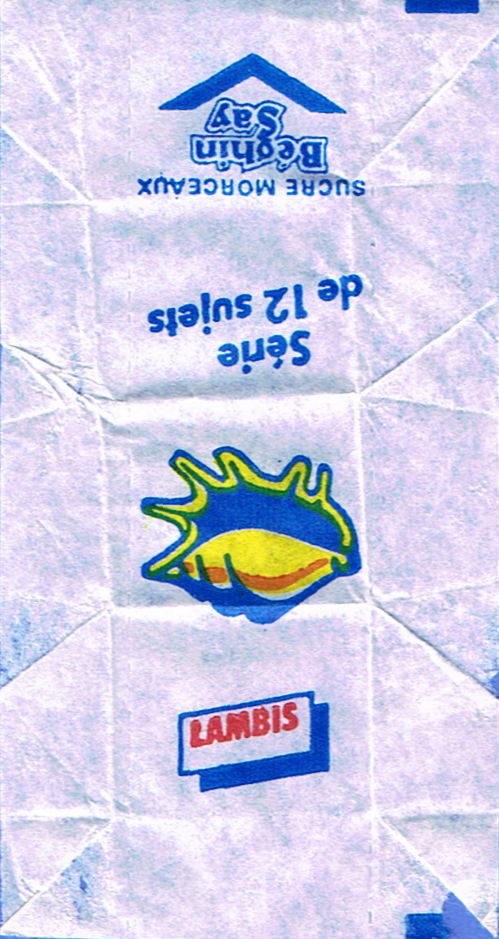 Béghin
Say
SUCRE MORCEAUX
Série
de 12 sujets
LAMBIS